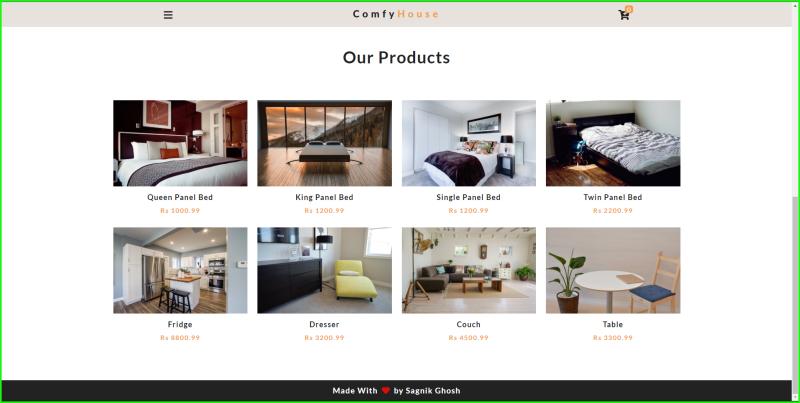 ComfyHouse
0
Our Products
Queen Panel Bed
King Panel Bed
Single Panel Bed
Twin Panel Bed
Rs 1000.99
Rs 1200.99
Rs 1200.99
Rs 2200.99
Fridge
Dresser
Couch
Table
Rs 8800.99
Rs 3200.99
Rs 4500.99
Rs 3300.99
Made With by Sagnik Ghosh